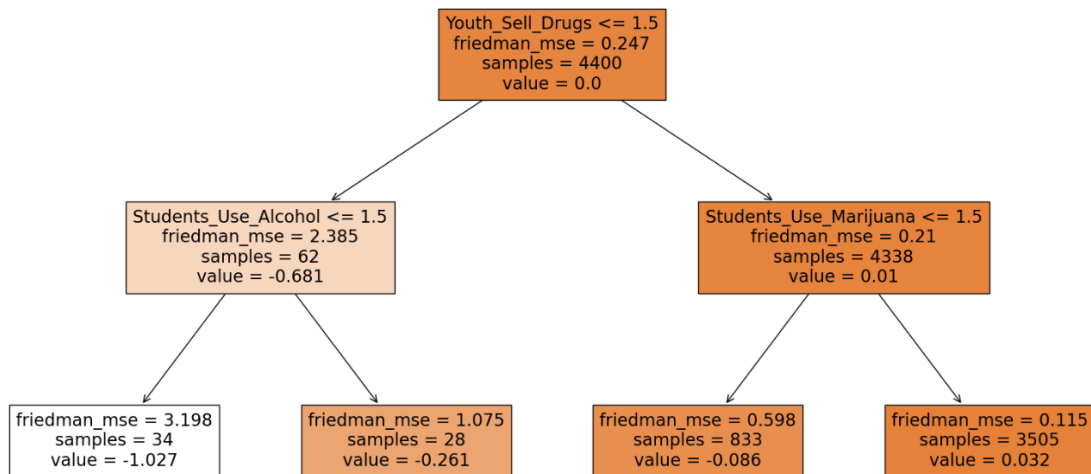 Youth_Sell_Drugs <= 1.5
friedman_mse = 0.247
samples = 4400
value = 0.0
Students_Use_Alcohol <= 1.5
friedman_mse = 2.385
samples = 62
value = -0.681
Students_Use_Marijuana <= 1.5
friedman_mse = 0.21
samples = 4338
value = 0.01
friedman_mse = 3.198
samples = 34
value = -1.027
friedman_mse = 1.075
samples = 28
value = -0.261
friedman_mse = 0.598
samples = 833
value = -0.086
friedman_mse = 0.115
samples = 3505
value = 0.032